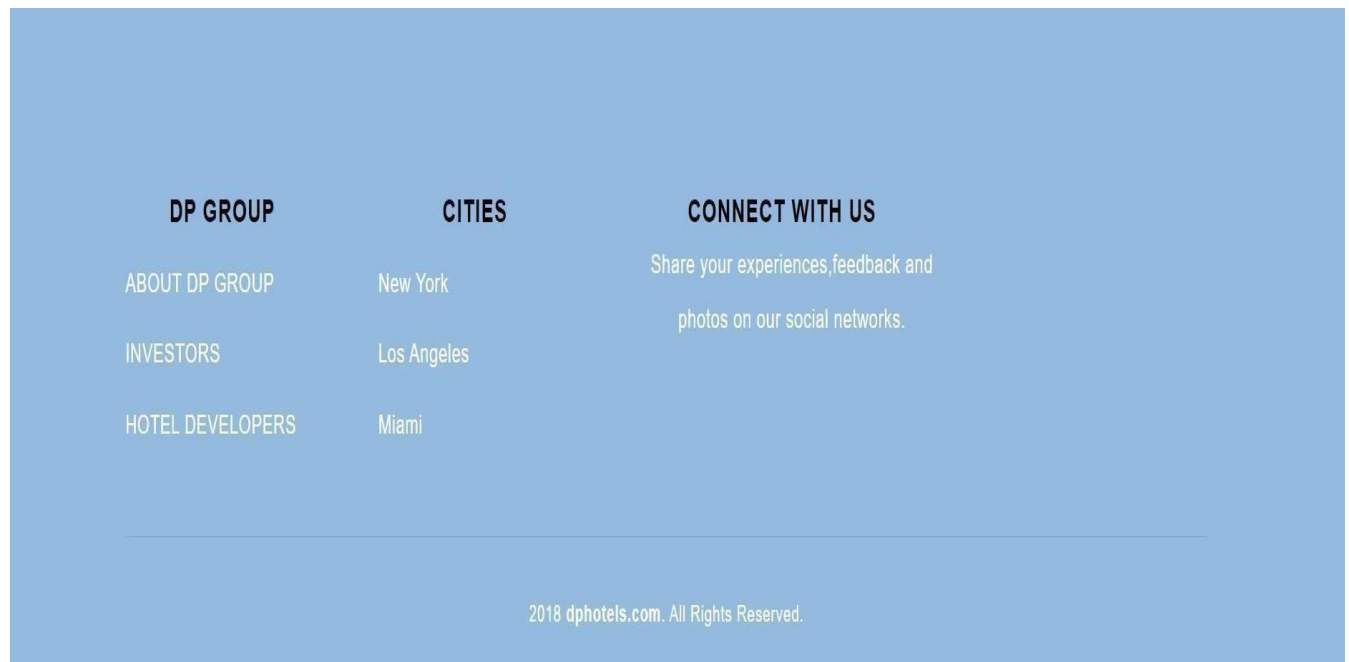 DP GROUP
ABOUT DP GROUP
INVESTORS
HOTEL DEVELOPERS
CITIES
New York
Los Angeles
Miami
CONNECT WITH US
Share your experiences,feedback and
photos on our social networks.
2018 dphotels.com. All Rights Reserved.